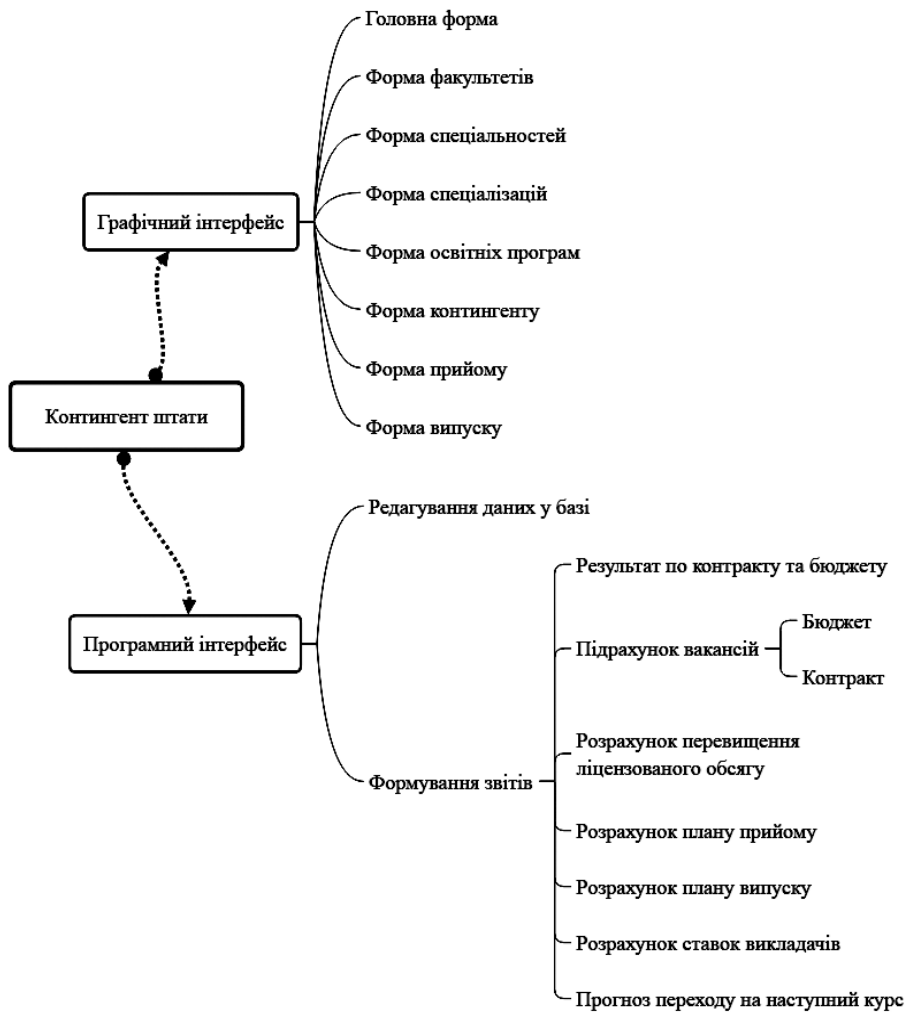 Головна форма
Форма факультетів
Форма спеціальностей
Форма спеціалізацій
Графічний інтерфейс
Форма освітніх програм
Форма контингенту
Форма прийому
Контингент штати
Форма випуску
Редагування даних у базі
Результат по контракту та бюджету
Бюджет
Програмний інтерфейс
Підрахунок вакансій
Контракт
Розрахунок перевищення
ліцензованого обсягу
Формування звітів
Розрахунок плану прийому
Розрахунок плану випуску
Розрахунок ставок викладачів
Прогноз переходу на наступний курс